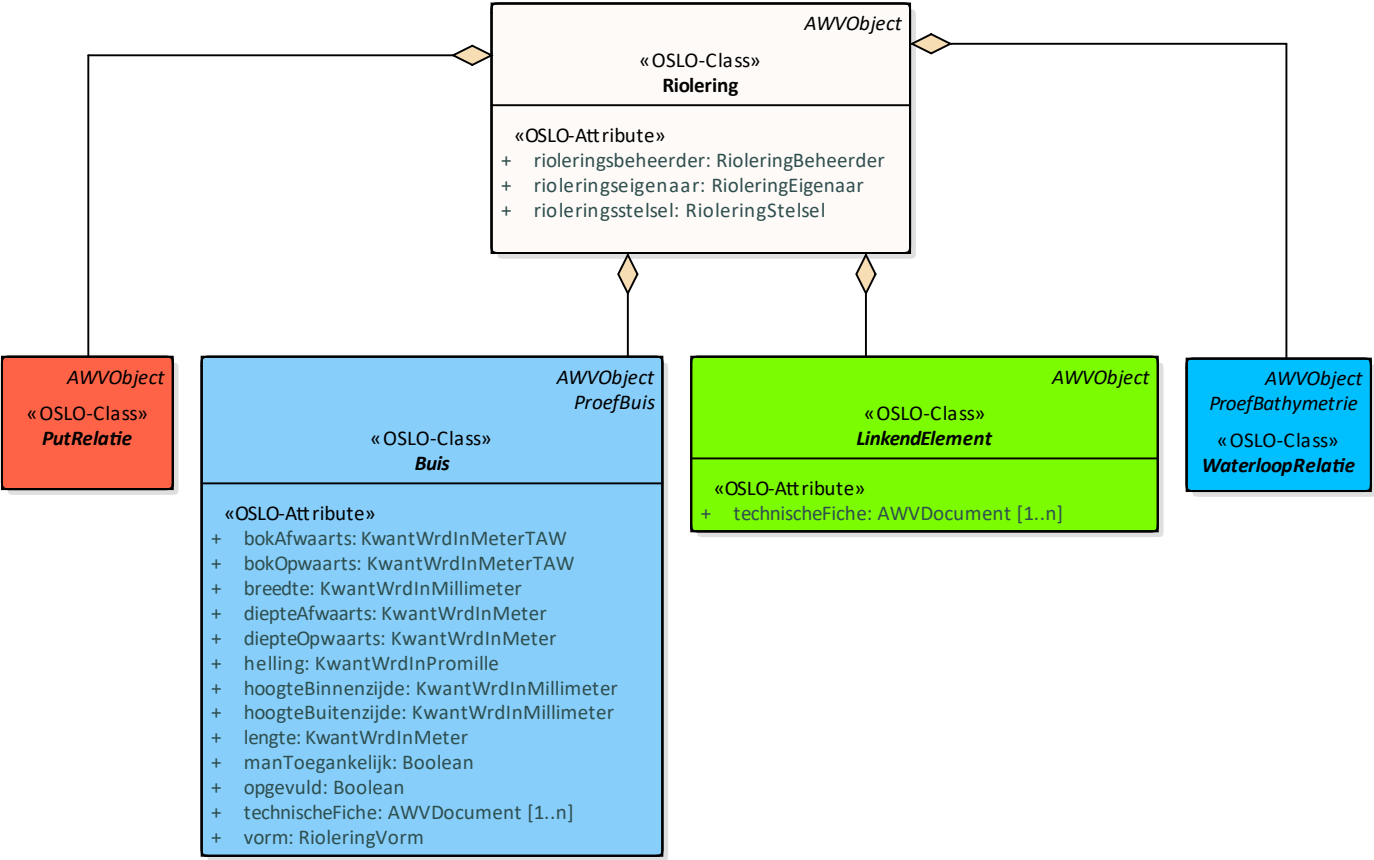 AWVObject
«OSLO-Class»
Riolering
«OSLO-Attribute»
+ rioleringsbeheerder: RioleringBeheerder
+ rioleringseigenaar: RioleringEigenaar
+ rioleringsstelsel: RioleringStelsel
AWVObject
«OSLO-Class»
PutRelatie
AWVObject
ProefBuis
«OSLO-Class»
Buis
«OSLO-Attribute»
+ bokAfwaarts: KwantWrdInMeterTAW
+ bokOpwaarts: KwantWrdInMeterTAW
+ breedte: KwantWrdInMillimeter
+ diepteAfwaarts: KwantWrdInMeter
+ diepteOpwaarts: KwantWrdInMeter
+ helling: KwantWrdInPromille
+ hoogteBinnenzijde: KwantWrdInMillimeter
+ hoogteBuitenzijde: KwantWrdInMillimeter
+ lengte: KwantWrdInMeter
+ manToegankelijk: Boolean
+ opgevuld: Boolean
+ technischeFiche: AWVDocument [1..n]
+ vorm: RioleringVorm
AWVObject
«OSLO-Class»
LinkendElement
«OSLO-Attribute»
+ technischeFiche: AWVDocument [1..n]
AWVObject
ProefBathymetrie
«OSLO-Class»
WaterloopRelatie